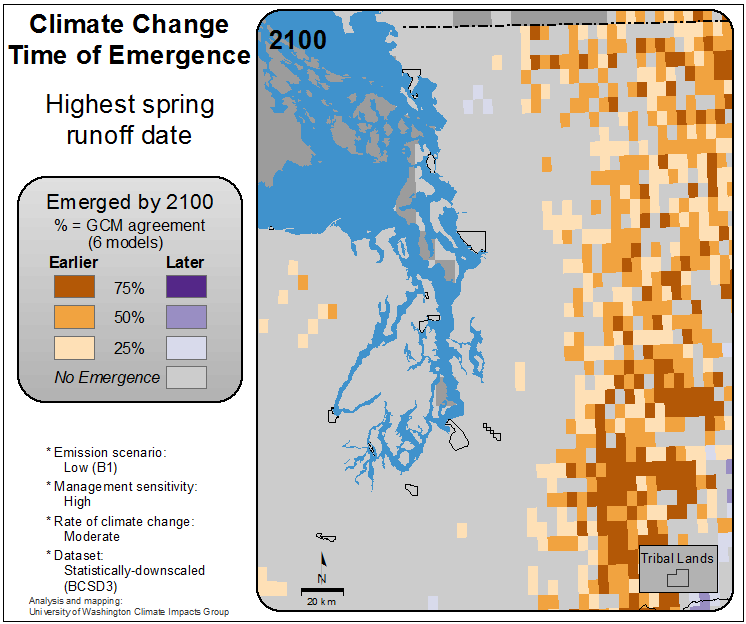 Climate Change
Time of Emergence
Highest spring
runoff date
Emerged by 2100
% = GCM agreement
(6 models)
Earlier Later
75%
50%
25%
No Emergence
* Emission scenario:
Low (B1)
* Management sensitivity:
High
* Rate of climate change:
Moderate
* Dataset:
Statistically-downscaled
(BCSD3)
Analysis and mapping:
University of Washington Climate Impacts Group
2100
N
20 km
Tribal Lands